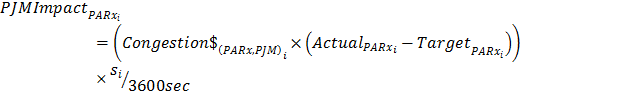 PJMImpact_{PARx_i}
= (Congestion$_{(PARx,PJM)_i} × (Actual_{PARx_i} − Target_{PARx_i}))
× s_i/3600sec